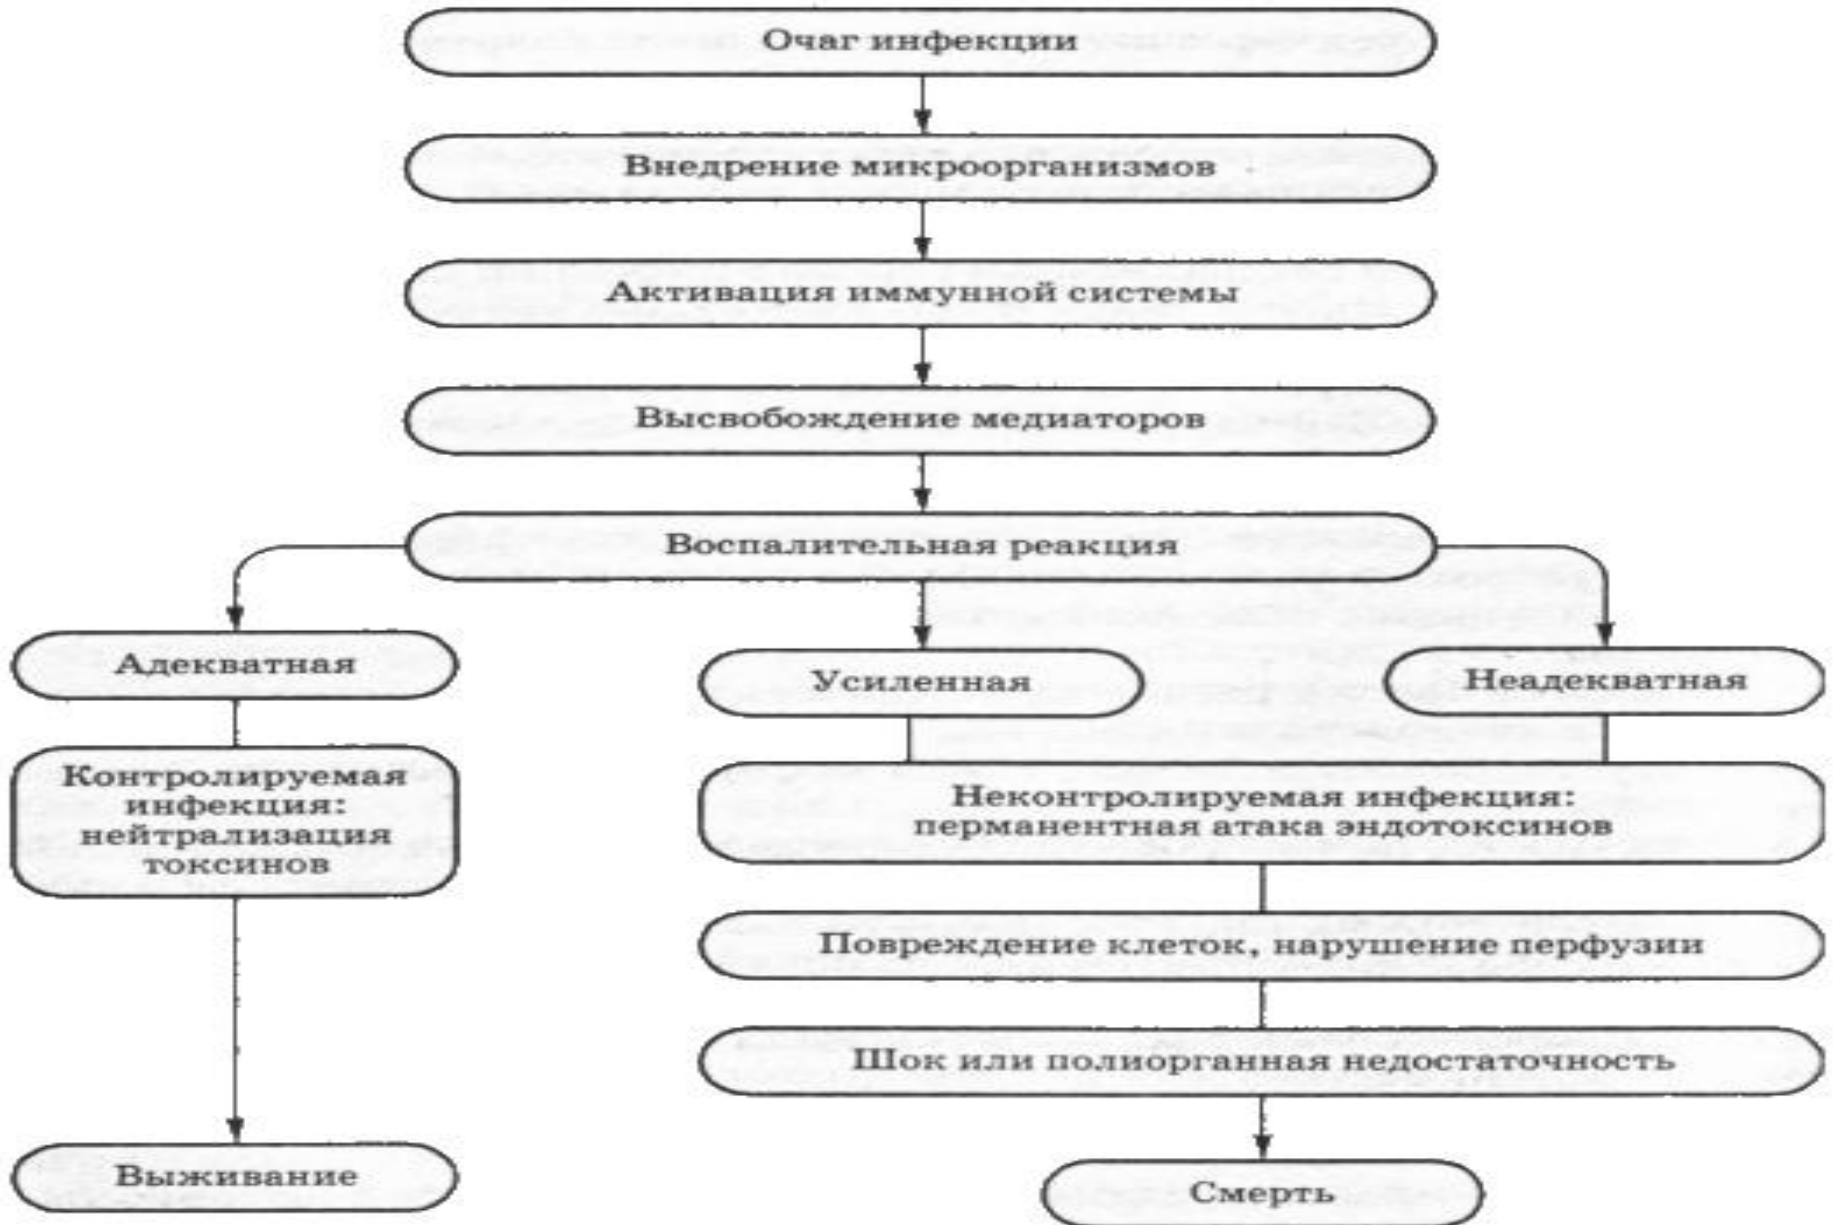 Очаг инфекции
Внедрение микроорганизмов
Активация иммунной системы
Высвобождение медиаторов
Воспалительная реакция
Адекватная
Усиленная
Неадекватная
Контролируемая
инфекция:
нейтрализация
токсинов
Неконтролируемая инфекция:
перманентная атака эндотоксинов
Повреждение клеток, нарушение перфузии
Шок или полиорганная недостаточность
Выживание
Смерть